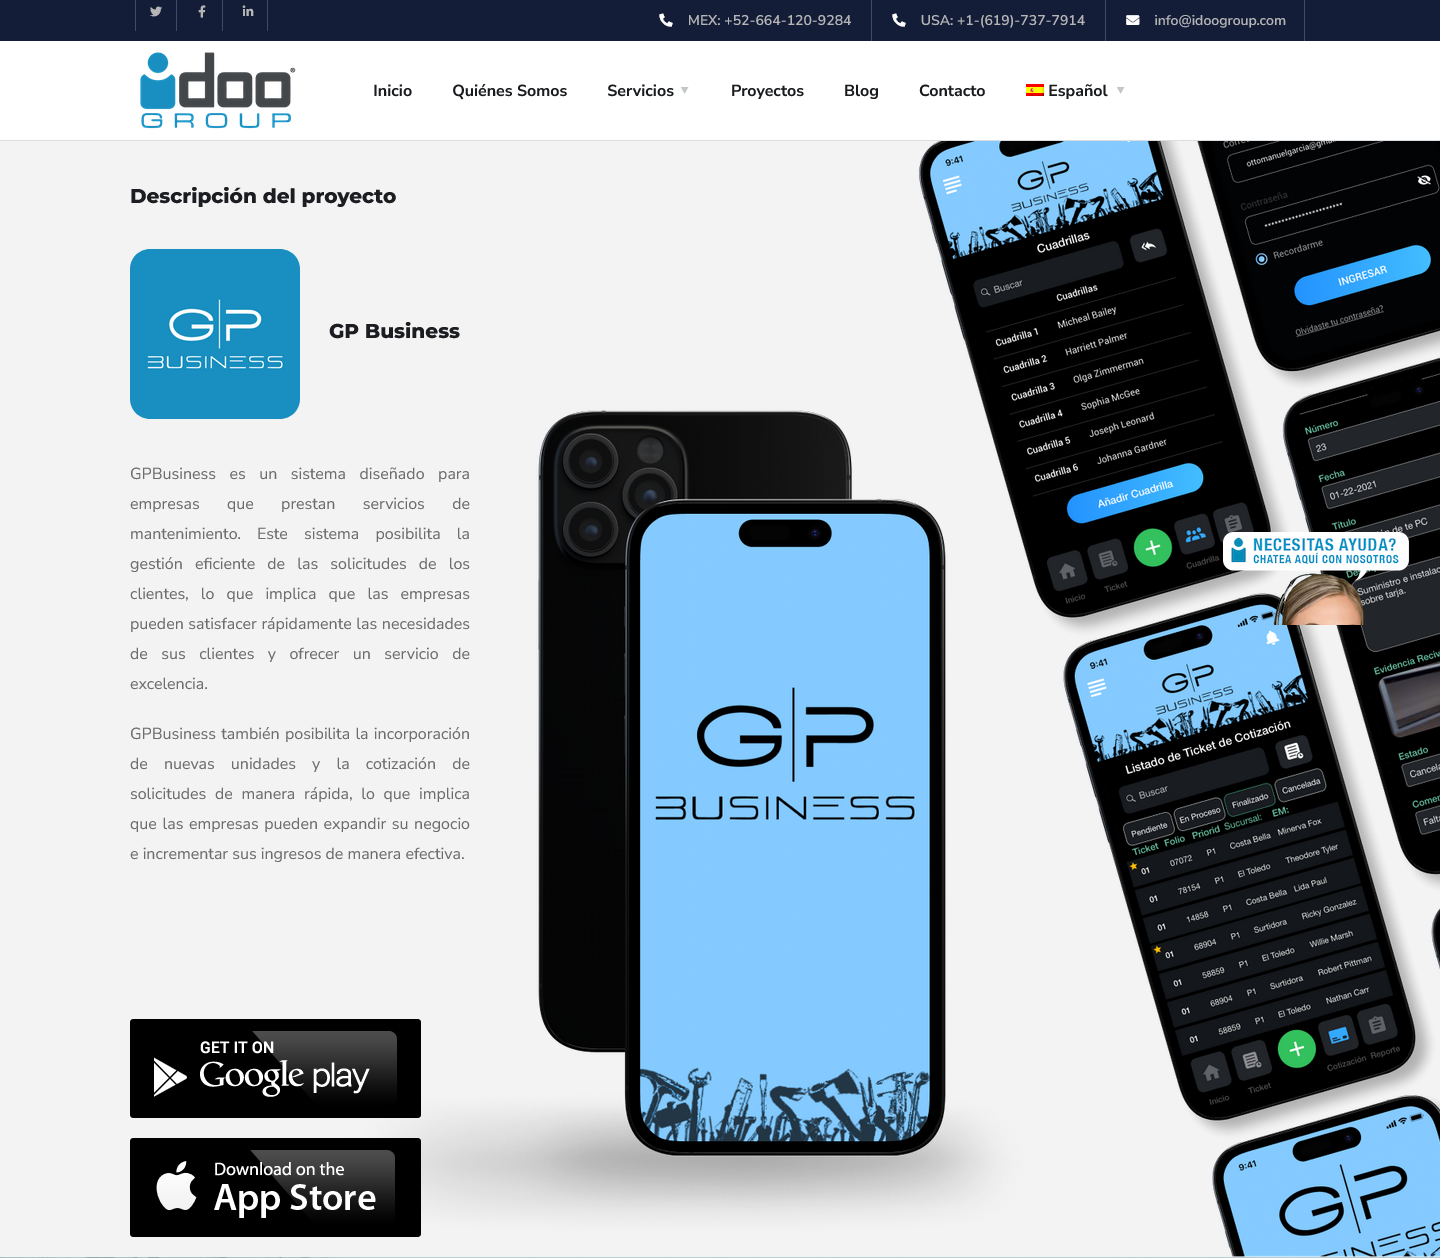 MEX: +52-664-120-9284
USA: +1-(619)-737-7914
info@idoogroup.com
idoo®
GROUP
Inicio
Quiénes Somos
Servicios
Proyectos
Blog
Contacto
Español
Descripción del proyecto
G|P
BUSINESS
GP Business
GPBusiness es un sistema diseñado para
empresas que prestan servicios de
mantenimiento. Este sistema posibilita la
gestión eficiente de las solicitudes de los
clientes, lo que implica que las empresas
pueden satisfacer rápidamente las necesidades
de sus clientes y ofrecer un servicio de
excelencia.
GPBusiness también posibilita la incorporación
de nuevas unidades y la cotización de
solicitudes de manera rápida, lo que implica
que las empresas pueden expandir su negocio
e incrementar sus ingresos de manera efectiva.
GET IT ON
Google play
Download on the
App Store
G|P
BUSINESS
9:41
G|P
BUSINESS
Cuadrillas
Buscar
Cuadrillas
Cuadrilla 1 Micheal Bailey
Cuadrilla 2 Harriett Palmer
Cuadrilla 3 Olga Zimmerman
Cuadrilla 4 Sophia McGee
Cuadrilla 5 Joseph Leonard
Cuadrilla 6 Johanna Gardner
Añadir Cuadrilla
Inicio
Ticket
Cuadrilla
Contraseña
Recordarme
INGRESAR
Olvidaste tu contraseña?
Número
23
Fecha
01-22-2021
Título
de te PC
NECESITAS AYUDA?
CHATEA AQUÍ CON NOSOTROS
Suministro e instalac
sobre tarja.
Evidencia Reciv
Estado
Cancela
Comer
Falta
9:41
G|P
BUSINESS
Listado de Ticket de Cotización
Buscar
Pendiente
En Proceso
Finalizado
Cancelada
Ticket Folio Priorid Sucursal: EM:
01 07072 P1 Costa Bella Minerva Fox
01 78154 P1 El Toledo Theodore Tyler
01 14858 P1 Costa Bella Lida Paul
01 68904 P1 Surtidora Ricky Gonzalez
01 58859 P1 El Toledo Willie Marsh
01 68904 P1 Surtidora Robert Pittman
01 58859 P1 El Toledo Nathan Carr
Inicio
Ticket
Cotización
Reporte
9:41
G|P